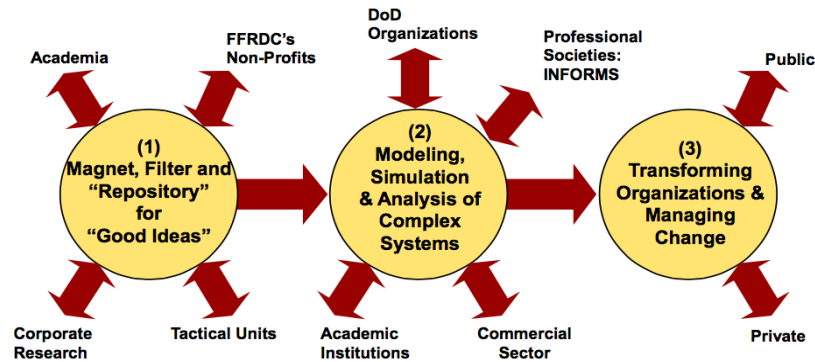 Academia
FFRDC's
Non-Profits
DoD
Organizations
Professional
Societies:
INFORMS
Public
(1)
Magnet, Filter and
“Repository”
for
“Good Ideas”
(2)
Modeling,
Simulation
& Analysis of
Complex
Systems
(3)
Transforming
Organizations &
Managing
Change
Corporate
Research
Tactical Units
Academic
Institutions
Commercial
Sector
Private